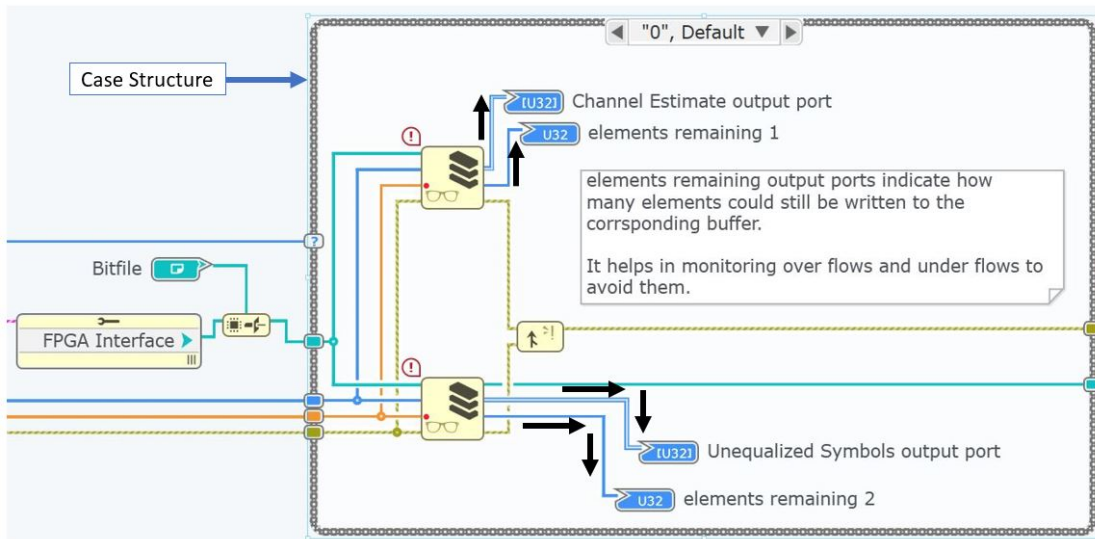 "0", Default
Case Structure
[U32] Channel Estimate output port
U32 elements remaining 1
elements remaining output ports indicate how
many elements could still be written to the
corrsponding buffer.
It helps in monitoring over flows and under flows to
avoid them.
?
Bitfile
FPGA Interface
[U32] Unequalized Symbols output port
U32 elements remaining 2